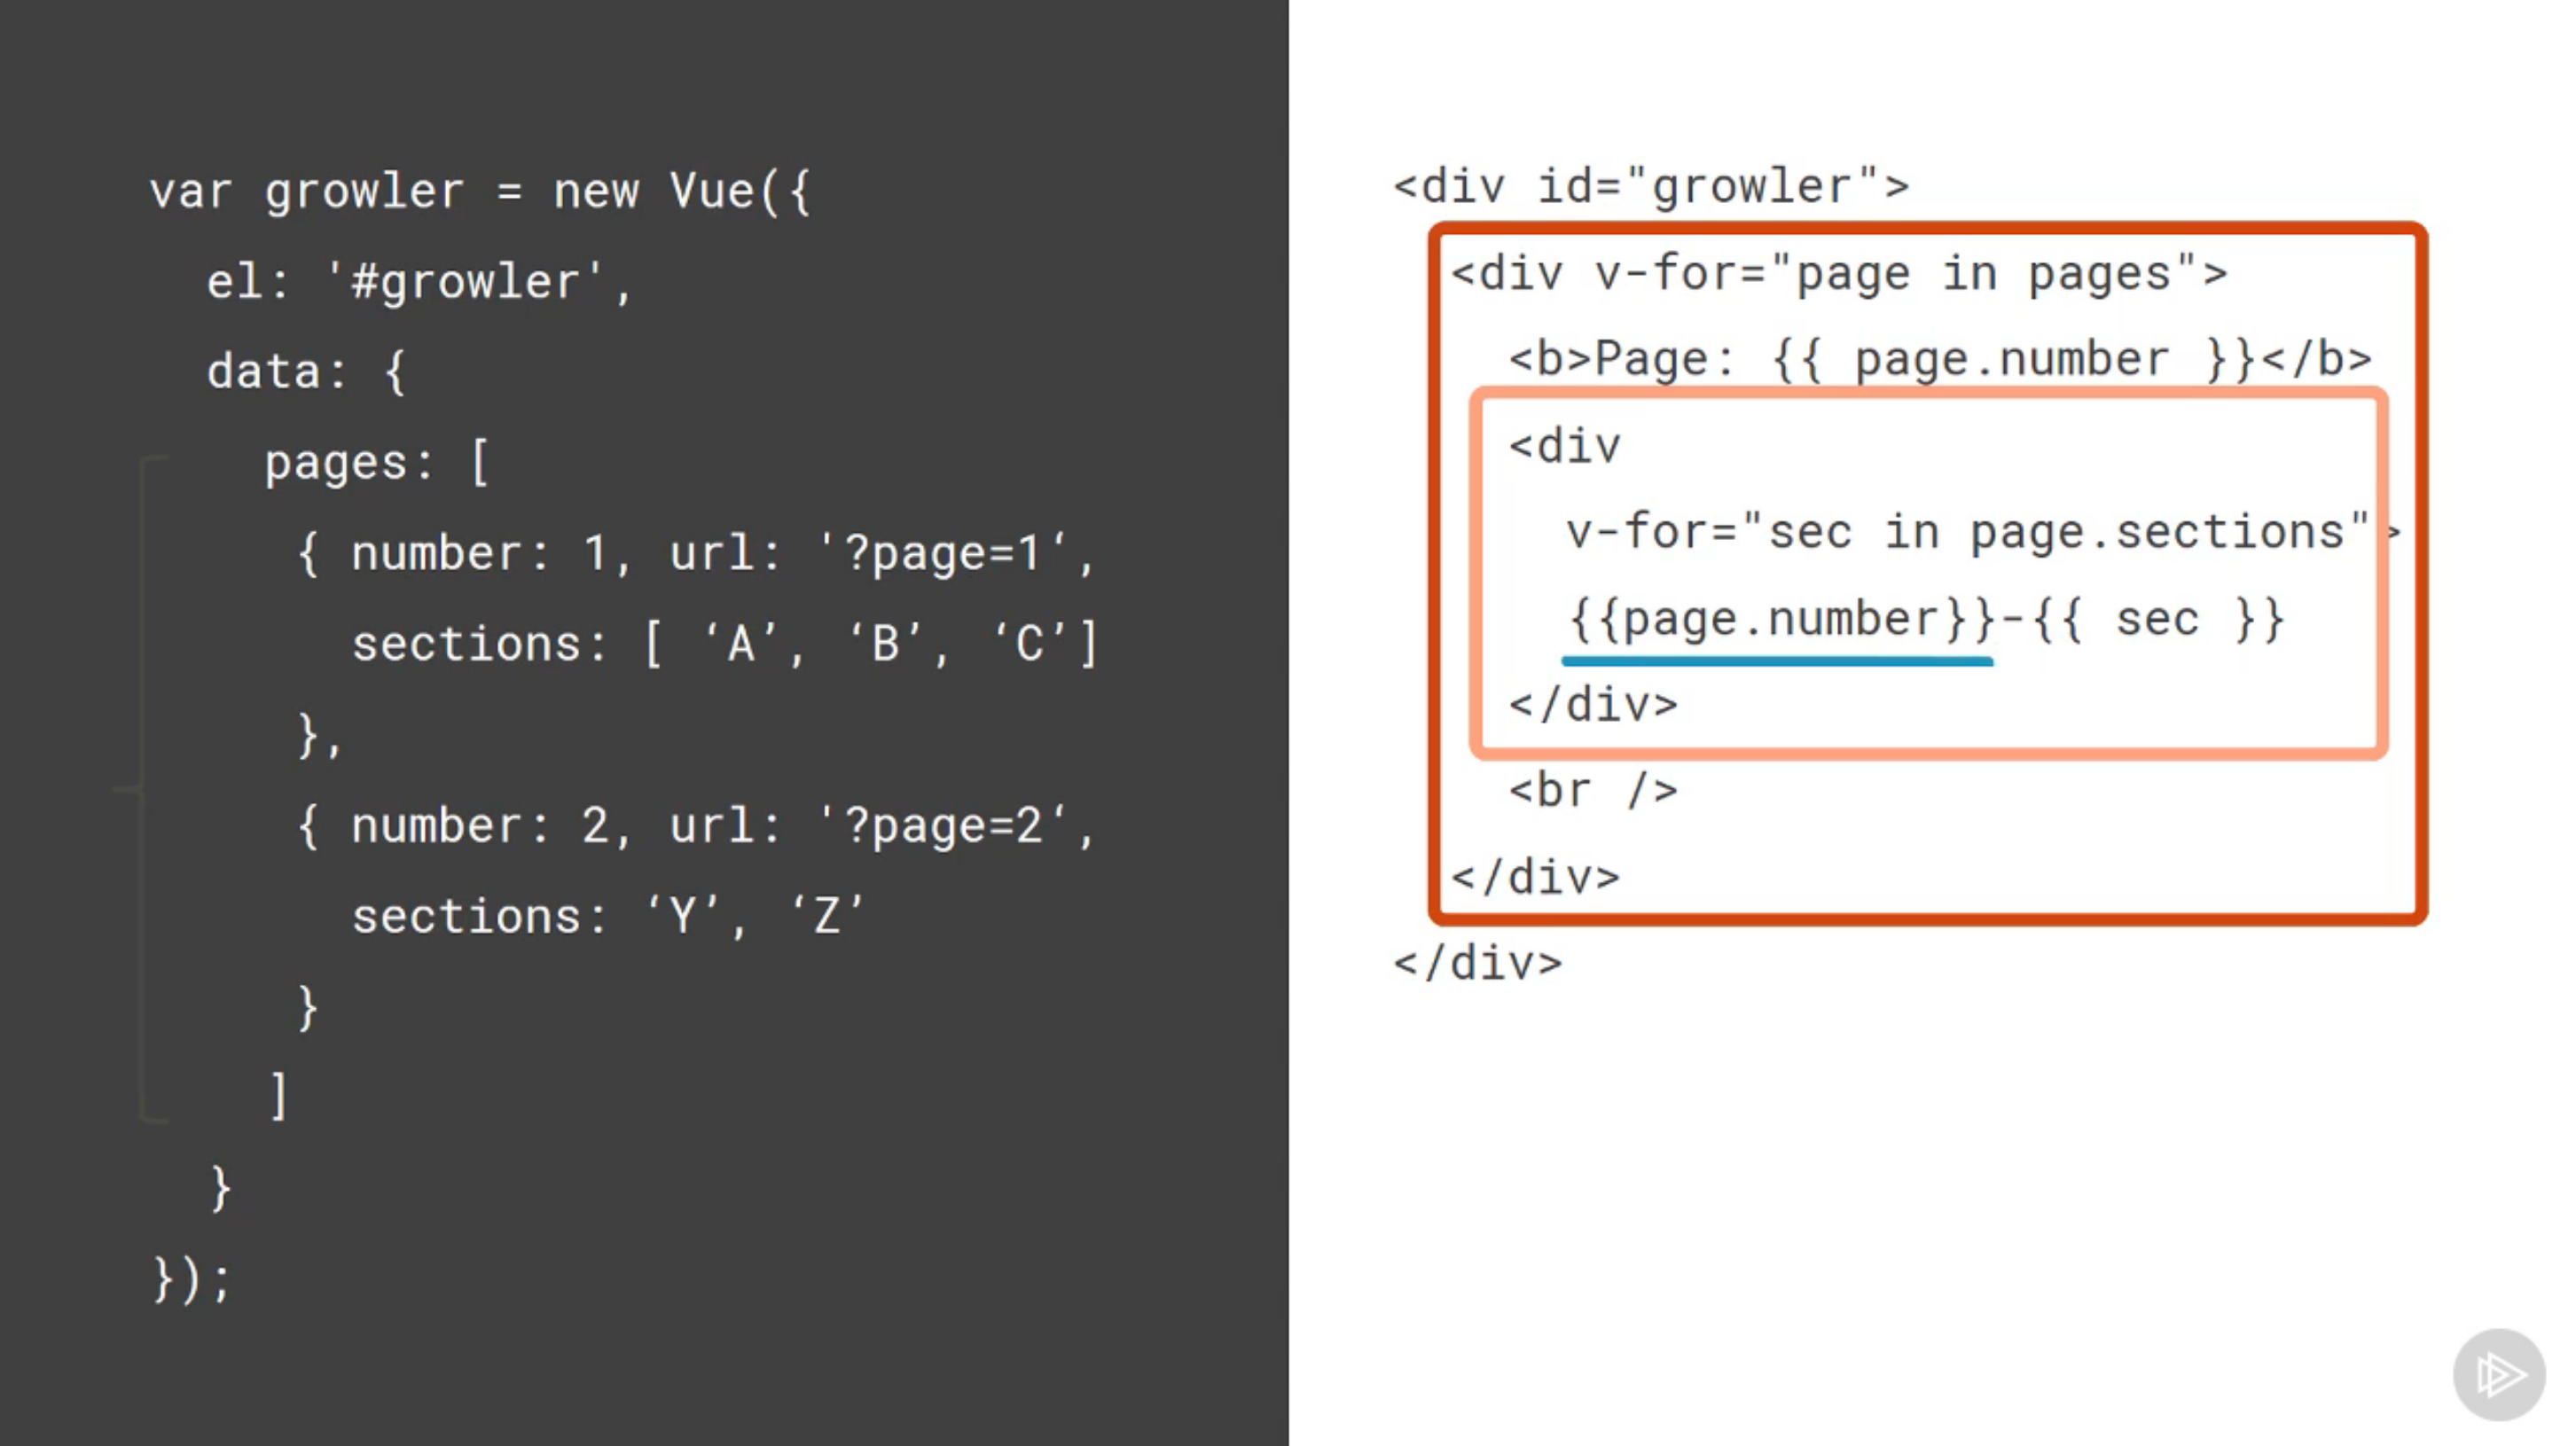 var growler = new Vue({
el: '#growler',
data: {
pages: [
{ number: 1, url: '?page=1‘,
sections: [ ‘A’, ‘B’, ‘C’]
},
{ number: 2, url: '?page=2‘,
sections: ‘Y’, ‘Z’
}
]
}
});
<div id="growler">
<div v-for="page in pages">
<b>Page: {{ page.number }}</b>
<div
v-for="sec in page.sections">
{{page.number}}-{{ sec }}
</div>
<br />
</div>
</div>